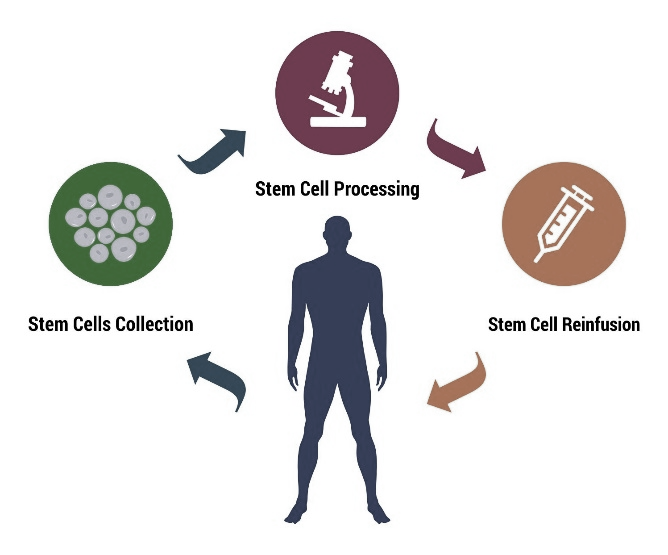 Stem Cell Processing
Stem Cells Collection
Stem Cell Reinfusion